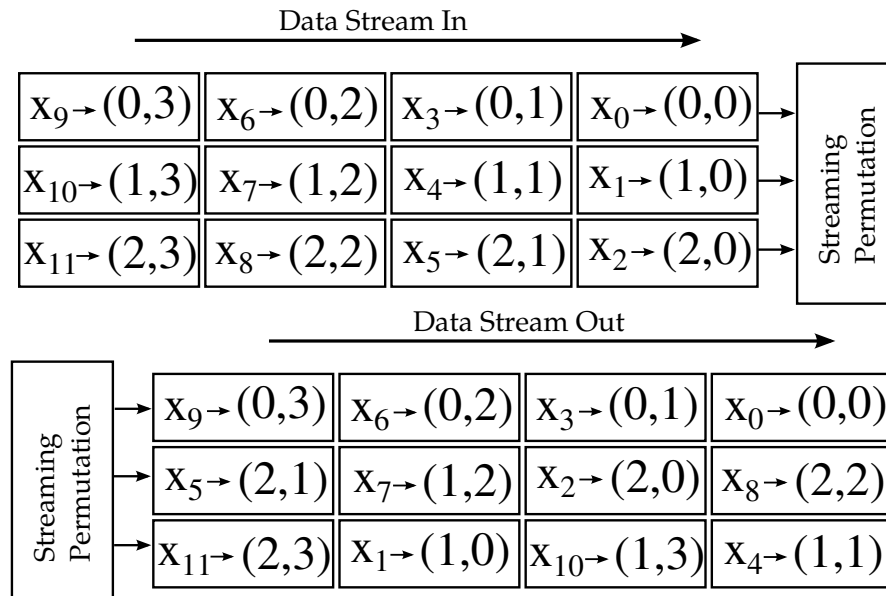 Data Stream In
x₉→(0,3) x₆→(0,2) x₃→(0,1) x₀→(0,0)
x₁₀→(1,3) x₇→(1,2) x₄→(1,1) x₁→(1,0)
x₁₁→(2,3) x₈→(2,2) x₅→(2,1) x₂→(2,0)
Streaming
Permutation
Data Stream Out
Streaming
Permutation
x₉→(0,3) x₆→(0,2) x₃→(0,1) x₀→(0,0)
x₅→(2,1) x₇→(1,2) x₂→(2,0) x₈→(2,2)
x₁₁→(2,3) x₁→(1,0) x₁₀→(1,3) x₄→(1,1)